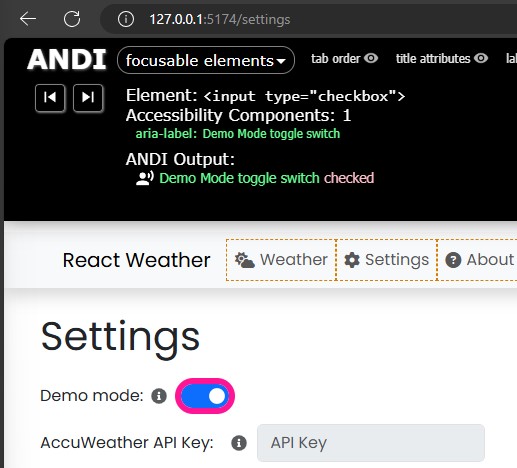 127.0.0.1:5174/settings
ANDI focusable elements tab order title attributes
Element: <input type="checkbox">
Accessibility Components: 1
aria-label: Demo Mode toggle switch
ANDI Output:
Demo Mode toggle switch checked
React Weather Weather Settings About
Settings
Demo mode:
AccuWeather API Key: API Key